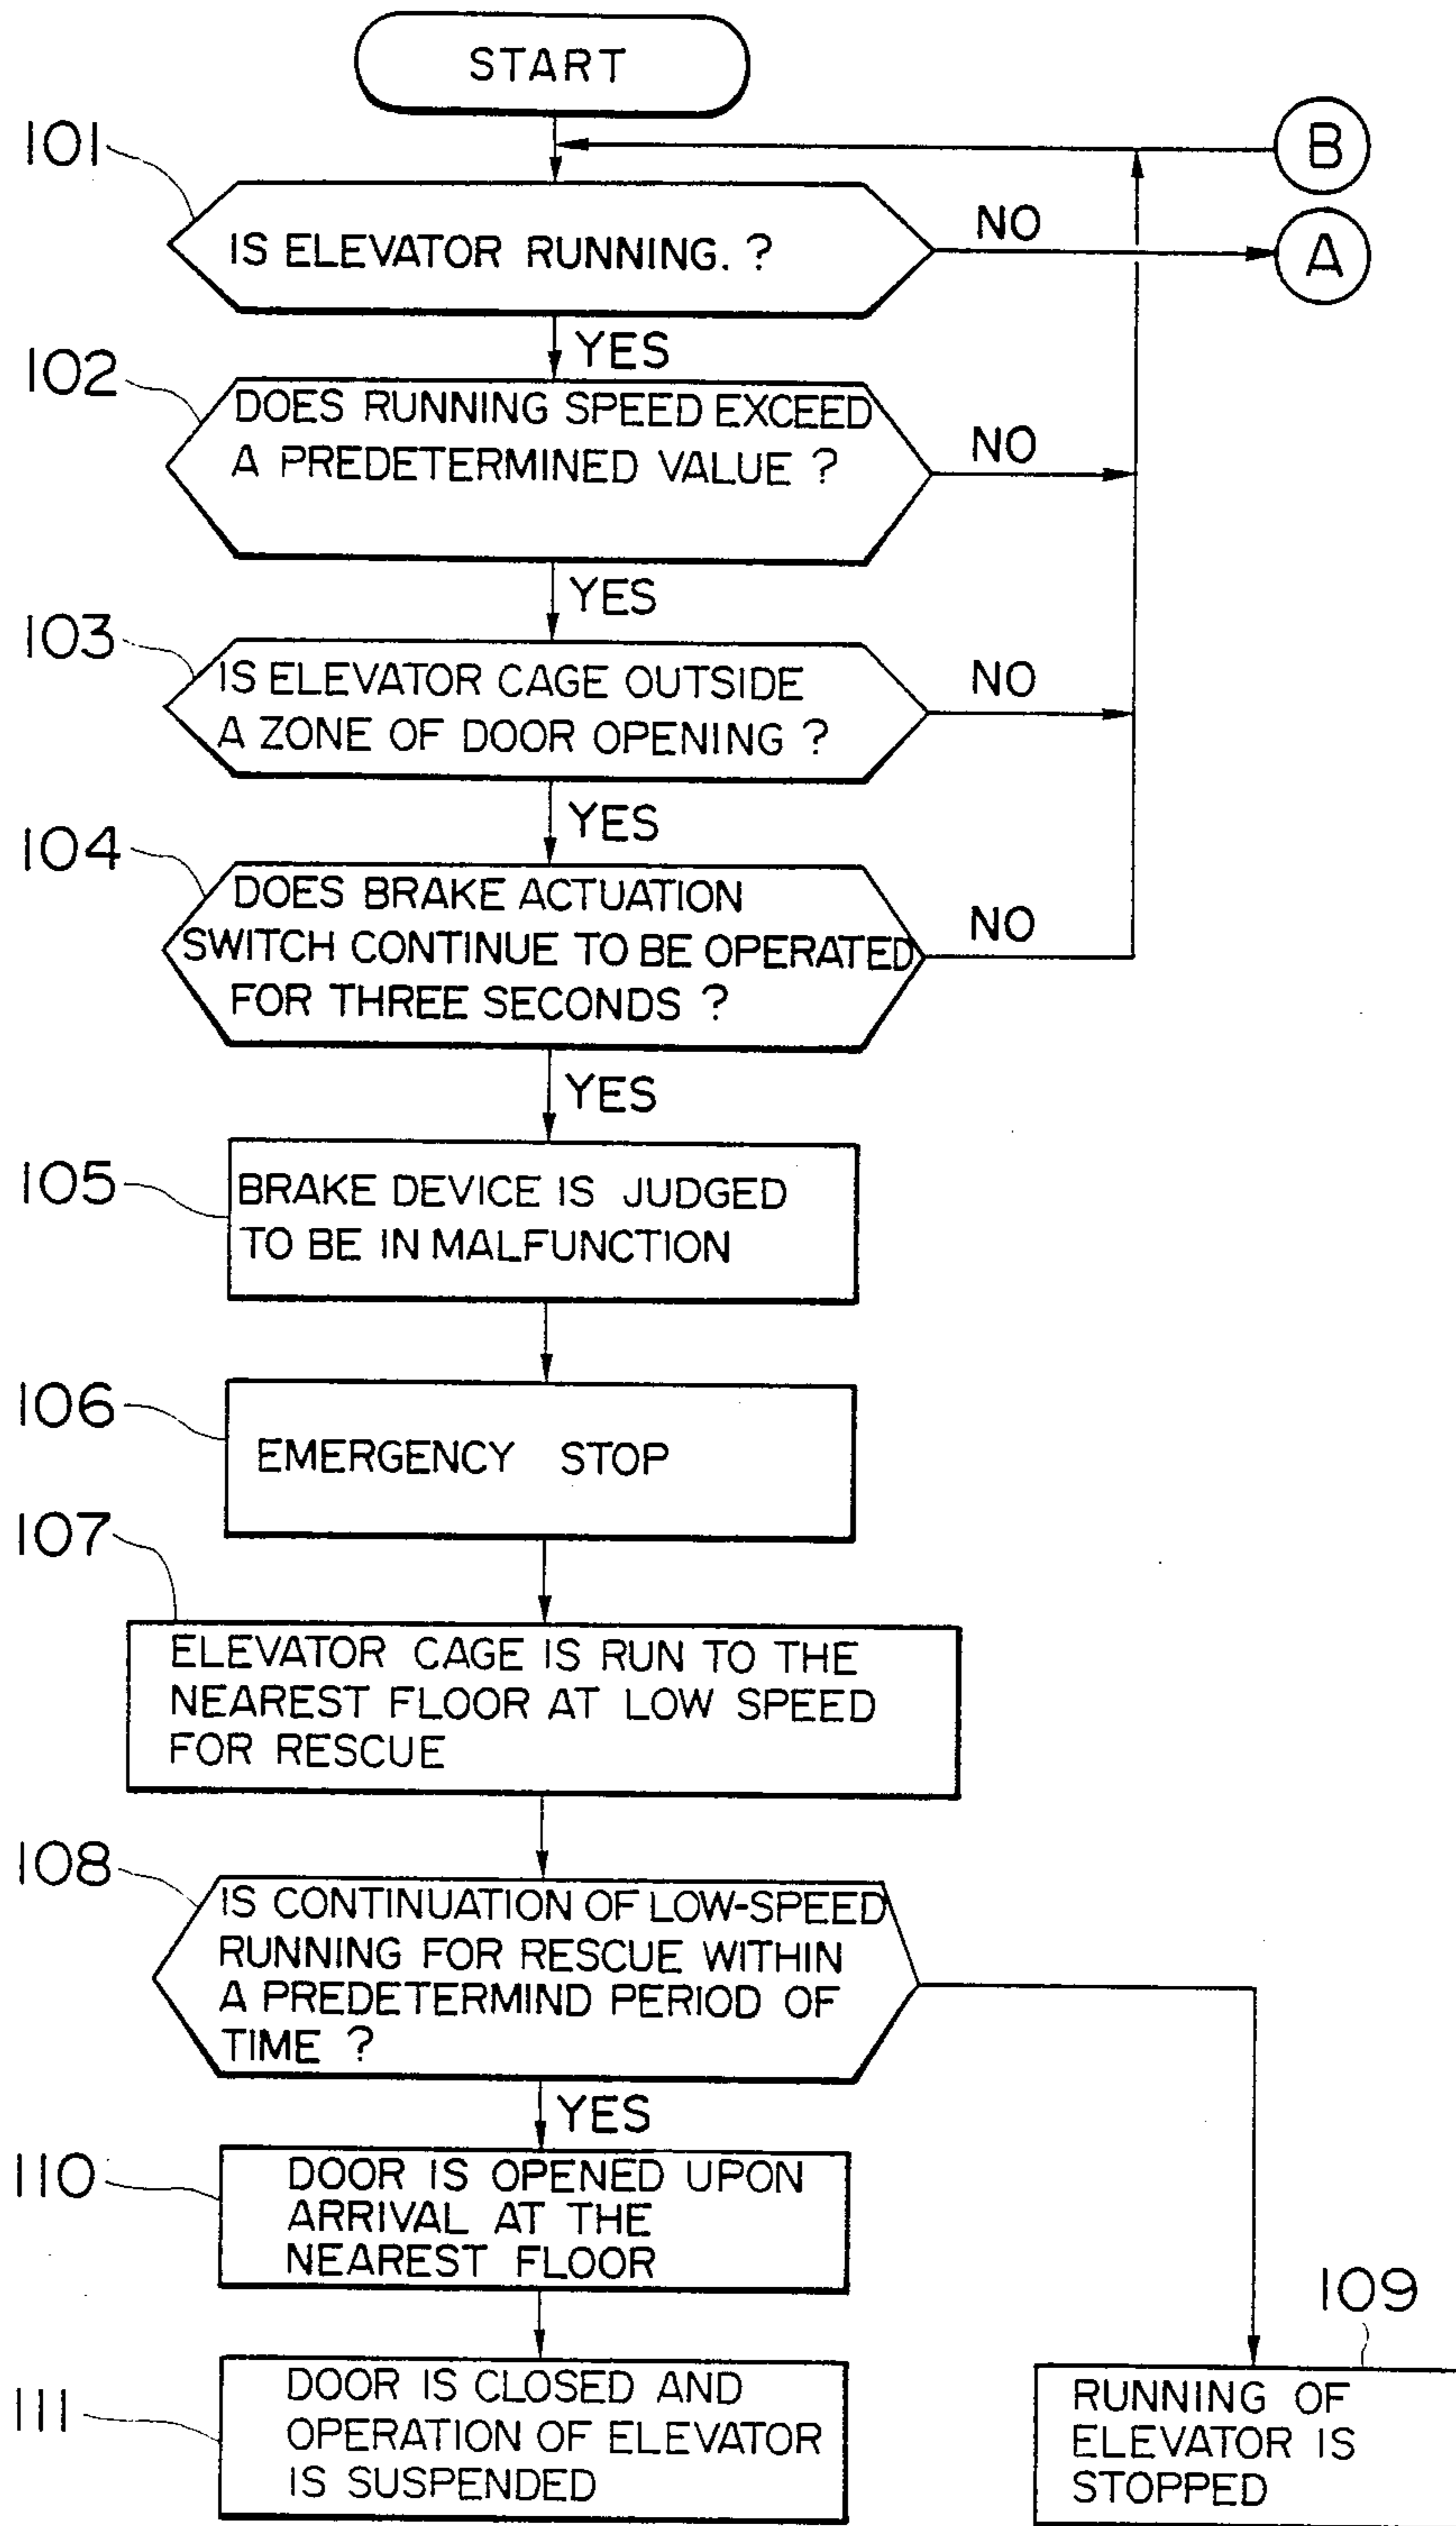 START
B
101
IS ELEVATOR RUNNING. ?
NO
A
YES
102
DOES RUNNING SPEED EXCEED
A PREDETERMINED VALUE ?
NO
YES
103
IS ELEVATOR CAGE OUTSIDE
A ZONE OF DOOR OPENING ?
NO
YES
104
DOES BRAKE ACTUATION
SWITCH CONTINUE TO BE OPERATED
FOR THREE SECONDS ?
NO
YES
105
BRAKE DEVICE IS JUDGED
TO BE IN MALFUNCTION
106
EMERGENCY STOP
107
ELEVATOR CAGE IS RUN TO THE
NEAREST FLOOR AT LOW SPEED
FOR RESCUE
108
IS CONTINUATION OF LOW-SPEED
RUNNING FOR RESCUE WITHIN
A PREDETERMIND PERIOD OF
TIME ?
YES
110
DOOR IS OPENED UPON
ARRIVAL AT THE
NEAREST FLOOR
111
DOOR IS CLOSED AND
OPERATION OF ELEVATOR
IS SUSPENDED
109
RUNNING OF
ELEVATOR IS
STOPPED